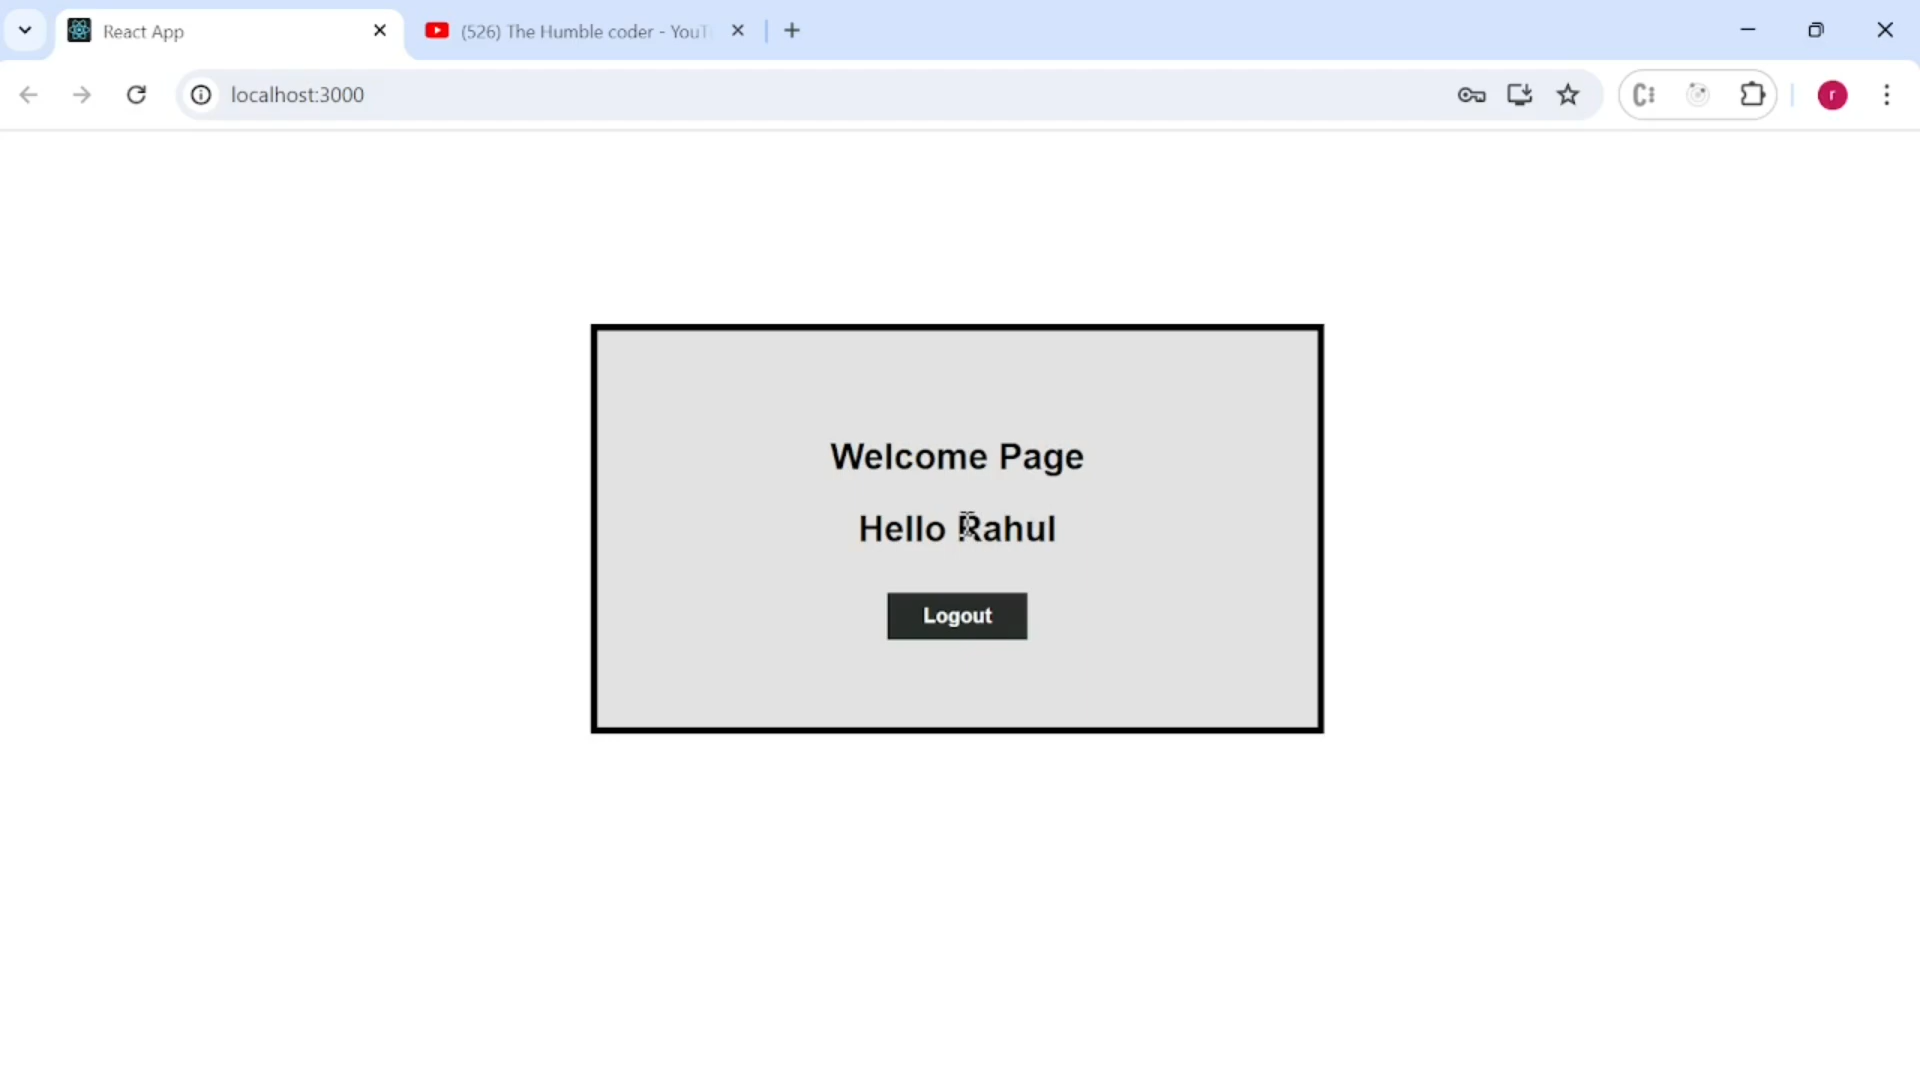 React App
(526) The Humble coder - YouT
localhost:3000
r
Welcome Page
Hello Rahul
Logout